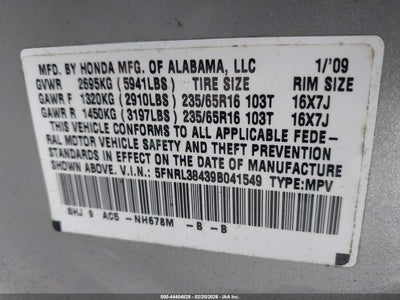 MFD. BY HONDA MFG. OF ALABAMA, LLC 1/'09
GVWR 2695KG (5941LBS) TIRE SIZE RIM SIZE
GAWR F 1320KG (2910LBS) 235/65R16 103T 16X7J
GAWR R 1450KG (3197LBS) 235/65R16 103T 16X7J
THIS VEHICLE CONFORMS TO ALL APPLICABLE FEDE-
RAL MOTOR VEHICLE SAFETY AND THEFT PREVENTION
STANDARDS IN EFFECT ON THE DATE OF MANUFACTURE
SHOWN ABOVE. V.I.N.: 5FNRL38439B041549 TYPE:MPV
SHJ 9 AC5 -NH678M -B -B
© 44454826 - 02/20/2026 - IAA, Inc.